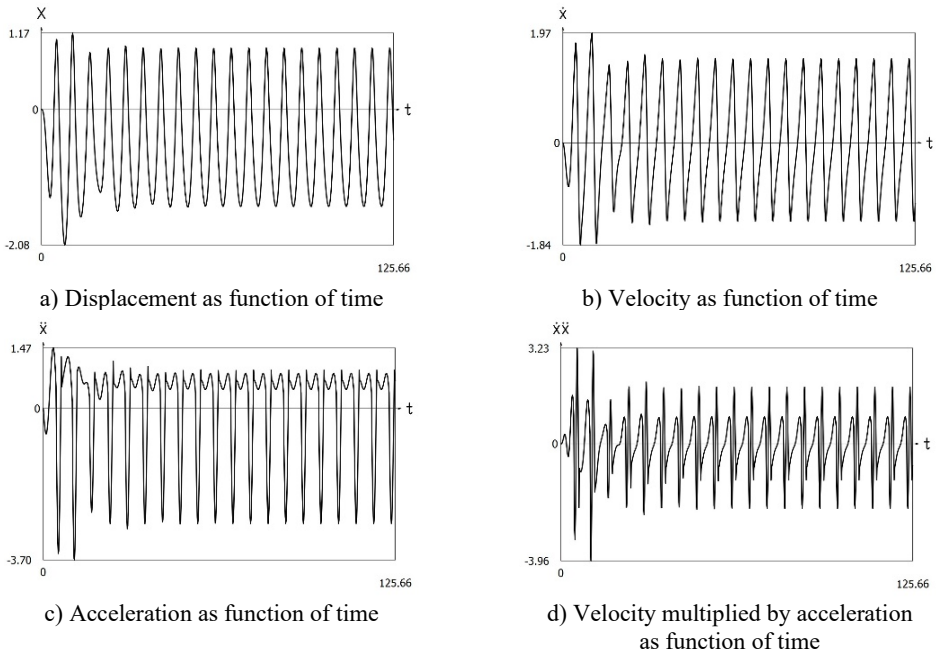 X
1.17
0
t
-2.08
0
125.66
a) Displacement as function of time
ẋ
1.97
0
t
-1.84
0
125.66
b) Velocity as function of time
ẍ
1.47
0
t
-3.70
0
125.66
c) Acceleration as function of time
ẋẍ
3.23
0
t
-3.96
0
125.66
d) Velocity multiplied by acceleration
as function of time